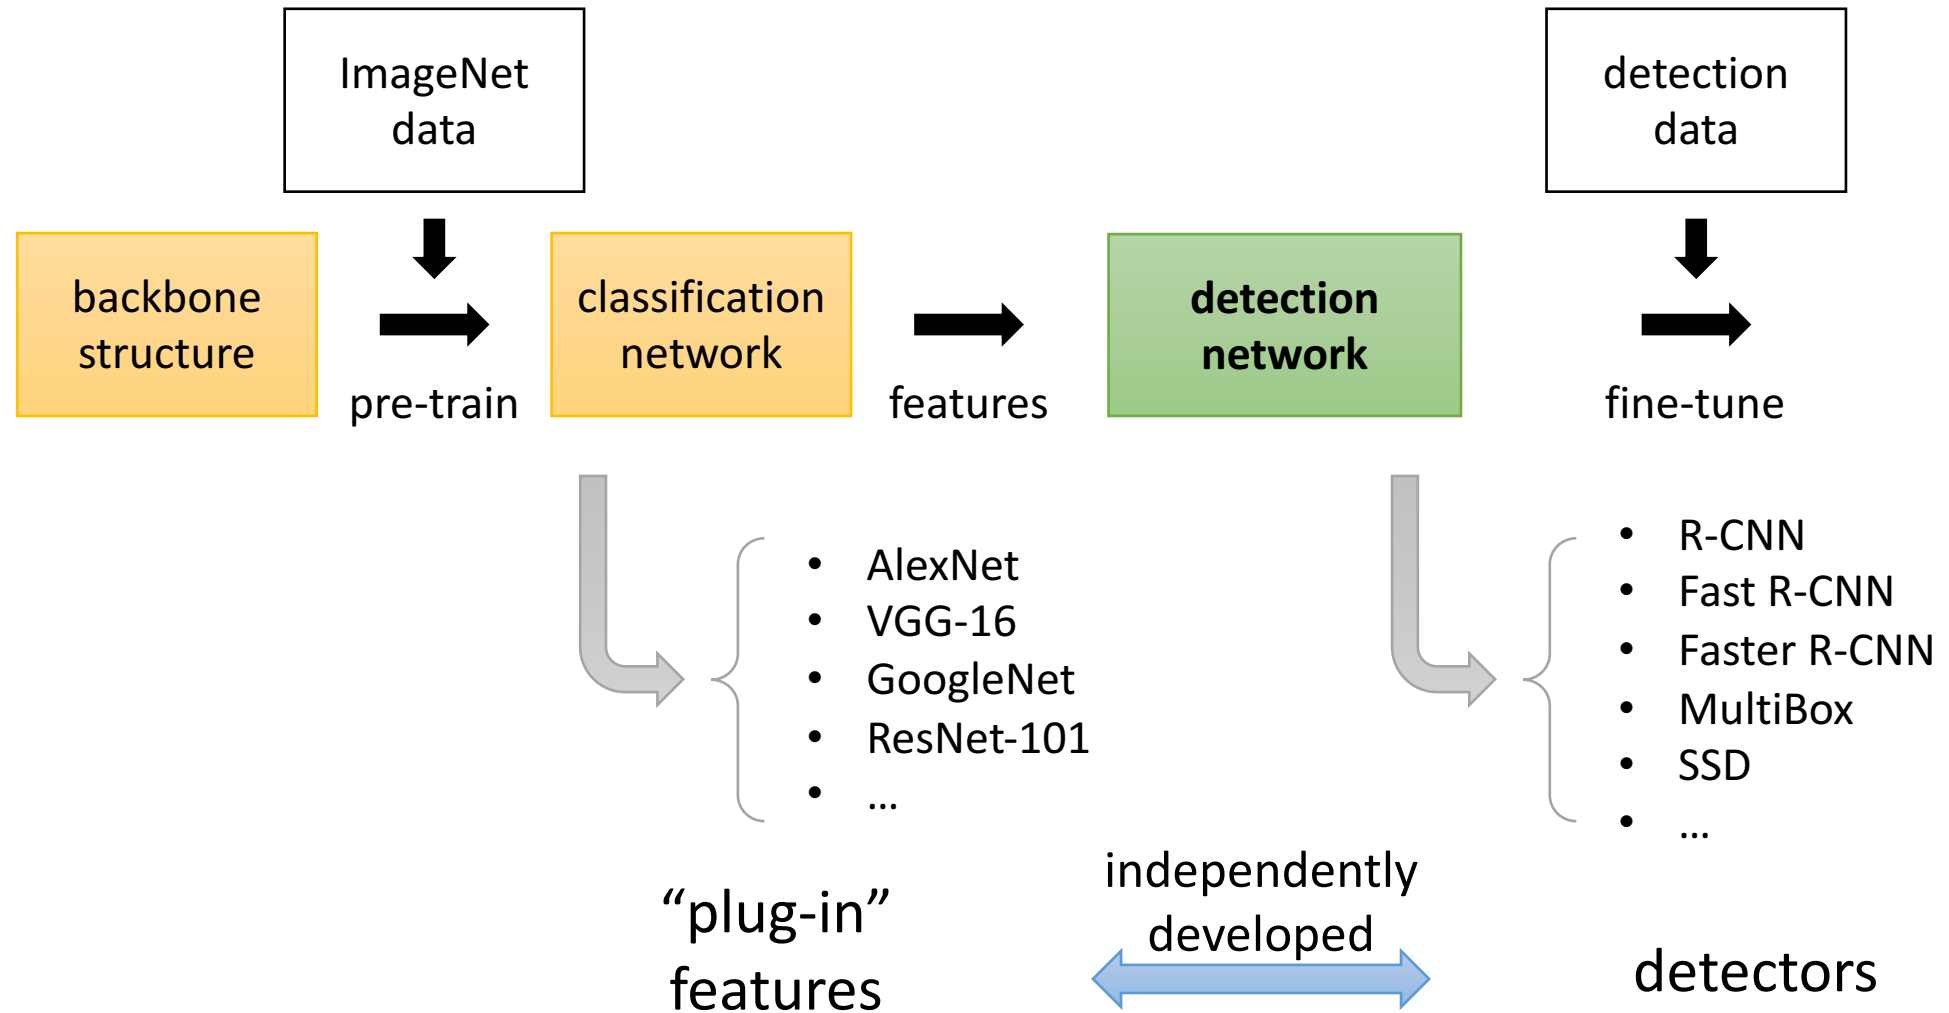 ImageNet
data
detection
data
backbone
structure
pre-train
classification
network
features
detection
network
fine-tune
• AlexNet
• VGG-16
• GoogleNet
• ResNet-101
• ...
• R-CNN
• Fast R-CNN
• Faster R-CNN
• MultiBox
• SSD
• ...
“plug-in”
features
independently
developed
detectors